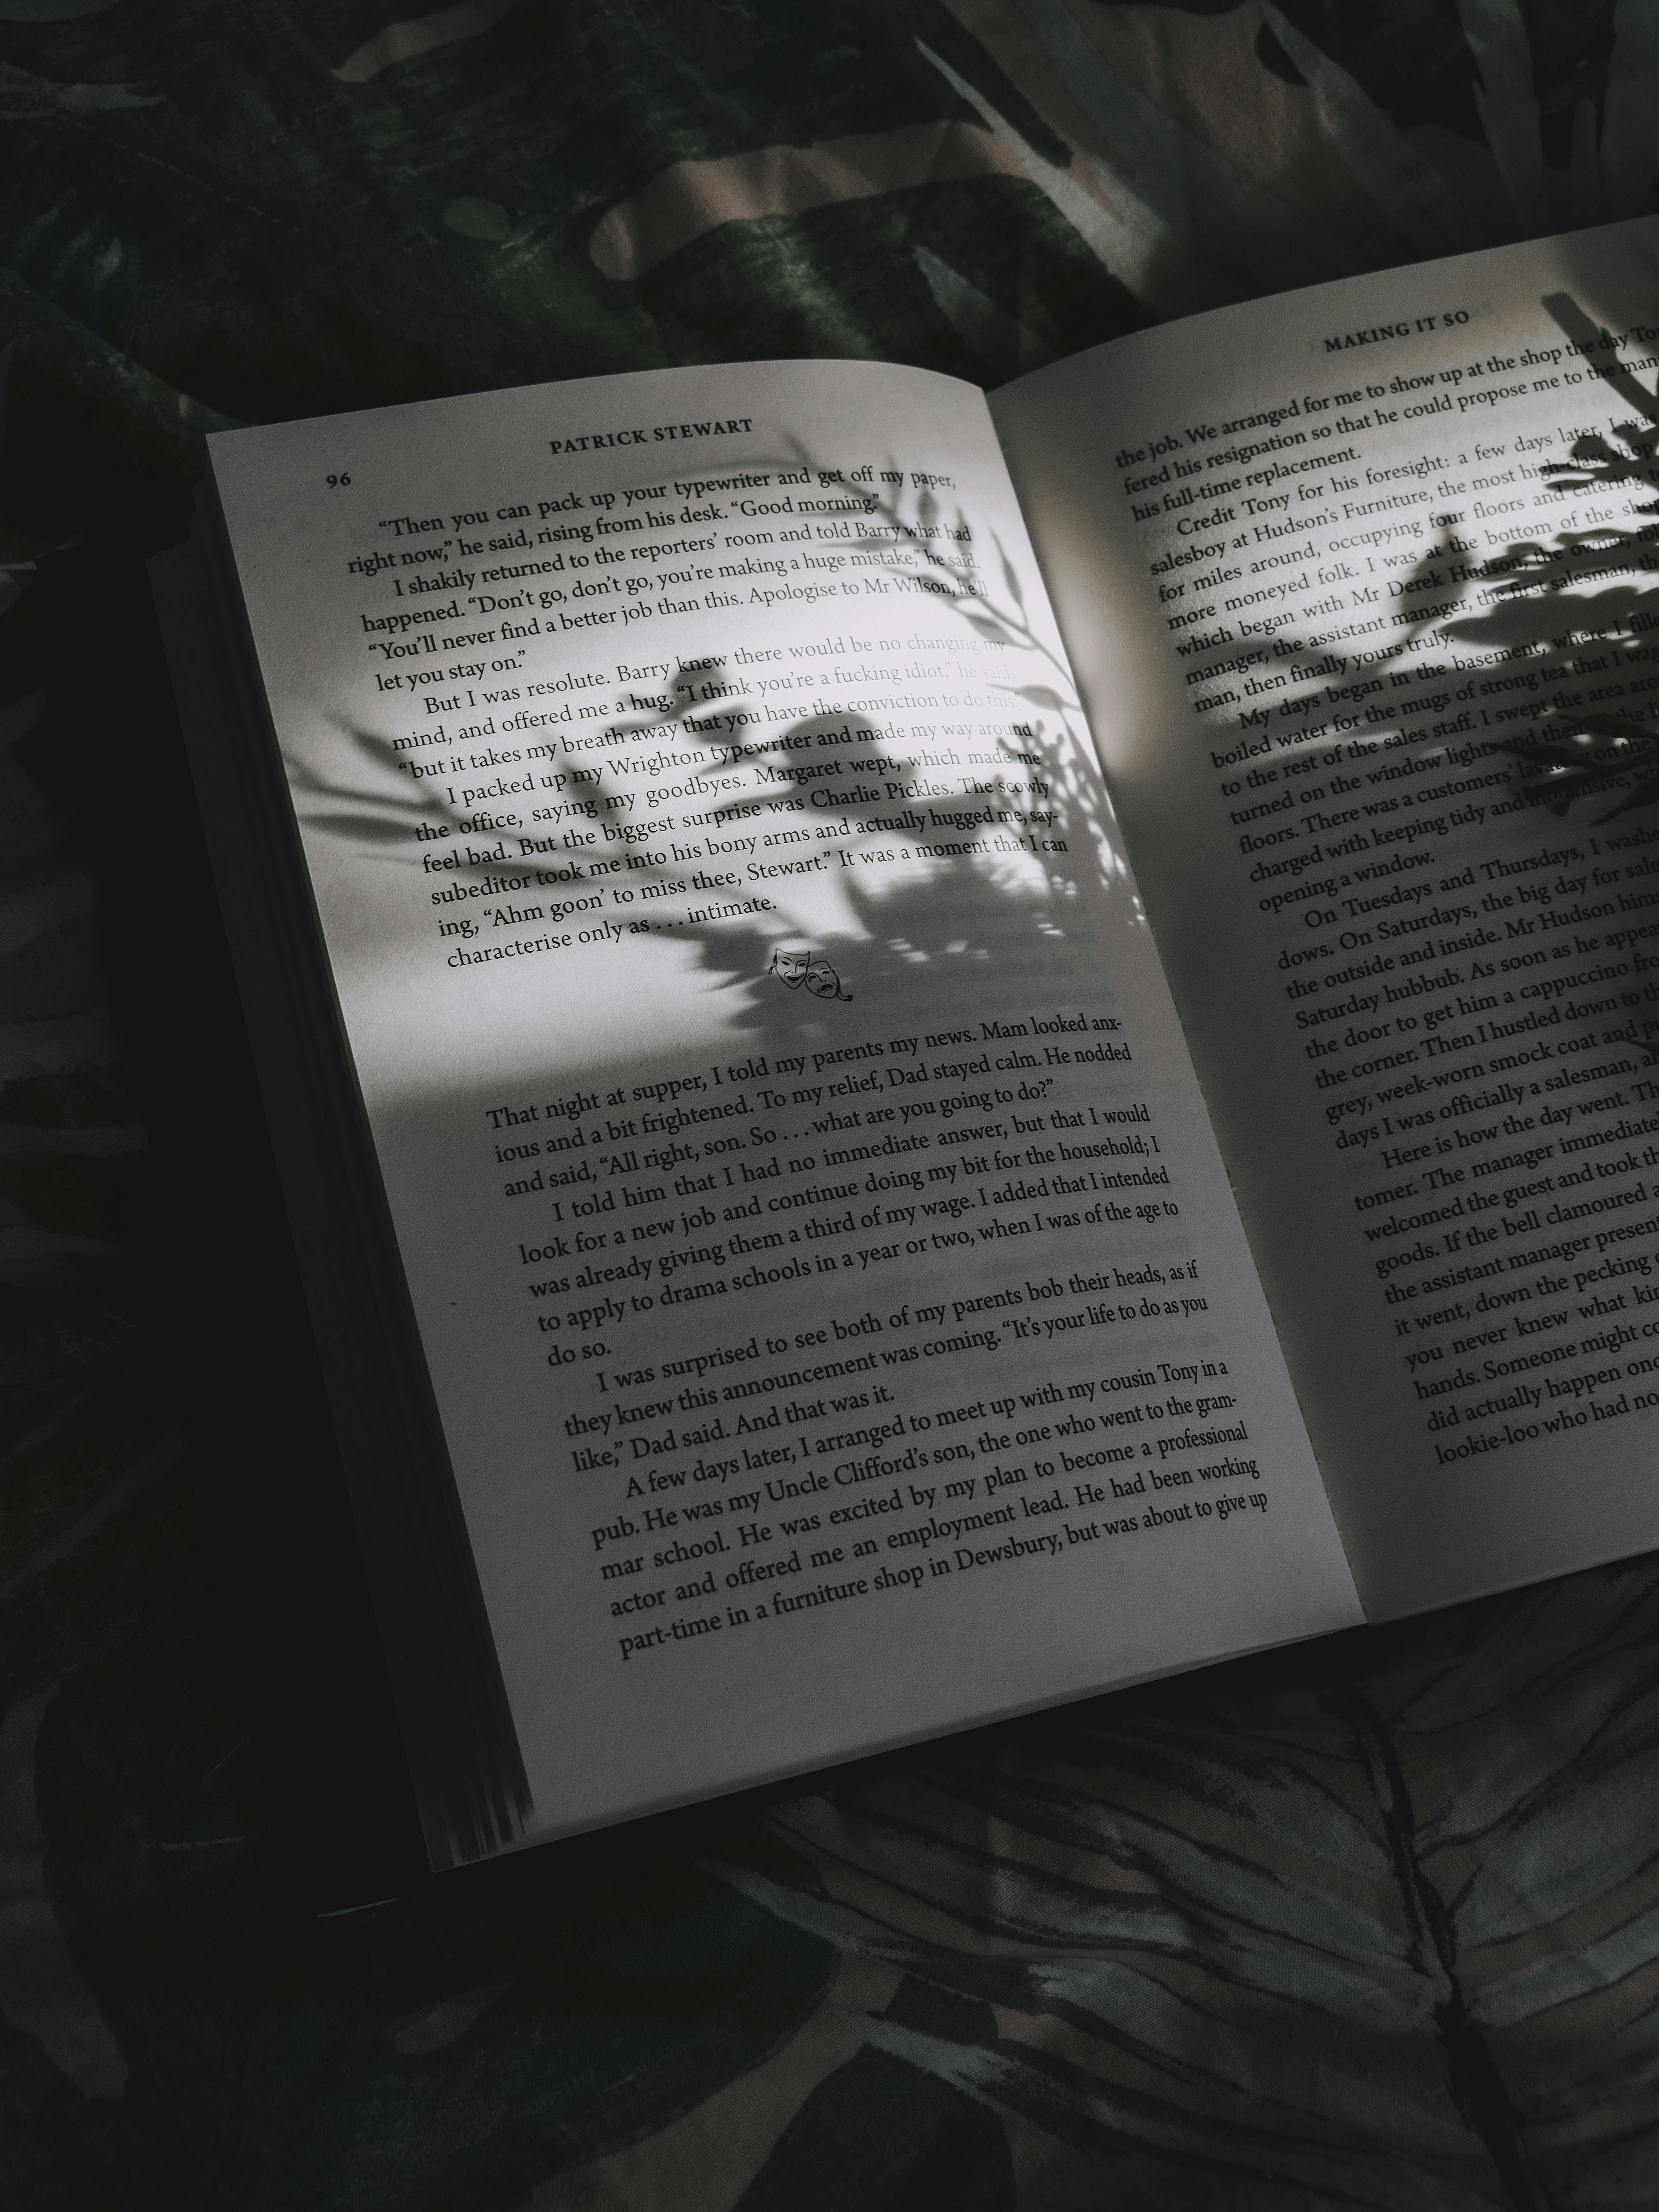 96
PATRICK STEWART
“Then you can pack up your typewriter and get off my paper,
right now,” he said, rising from his desk. “Good morning.”
I shakily returned to the reporters’ room and told Barry what had
happened. “Don’t go, don’t go, you’re making a huge mistake,” he said.
“You’ll never find a better job than this. Apologise to Mr Wilson, he’ll
let you stay on.”
But I was resolute. Barry knew there would be no changing my
mind, and offered me a hug. “I think you’re a fucking idiot,” he said,
“but it takes my breath away that you have the conviction to do this.”
I packed up my Wrighton typewriter and made my way around
the office, saying my goodbyes. Margaret wept, which made me
feel bad. But the biggest surprise was Charlie Pickles. The scowly
subeditor took me into his bony arms and actually hugged me, say-
ing, “Ahm goon’ to miss thee, Stewart.” It was a moment that I can
characterise only as . . . intimate.
That night at supper, I told my parents my news. Mam looked anx-
ious and a bit frightened. To my relief, Dad stayed calm. He nodded
and said, “All right, son. So . . . what are you going to do?”
I told him that I had no immediate answer, but that I would
look for a new job and continue doing my bit for the household; I
was already giving them a third of my wage. I added that I intended
to apply to drama schools in a year or two, when I was of the age to
do so.
I was surprised to see both of my parents bob their heads, as if
they knew this announcement was coming. “It’s your life to do as you
like,” Dad said. And that was it.
A few days later, I arranged to meet up with my cousin Tony in a
pub. He was my Uncle Clifford’s son, the one who went to the gram-
mar school. He was excited by my plan to become a professional
actor and offered me an employment lead. He had been working
part-time in a furniture shop in Dewsbury, but was about to give up
MAKING IT SO
the job. We arranged for me to show up at the shop the day
fered his resignation so that he could propose me to the
his full-time replacement.
Credit Tony for his foresight: a few days later, I was
salesboy at Hudson’s Furniture, the most high-class shop
for miles around, occupying four floors and catering
more moneyed folk. I was at the bottom of the
which began with Mr Derek Hudson, the owner,
manager, the assistant manager, the first salesman,
man, then finally yours truly.
My days began in the basement, where I
boiled water for the mugs of strong tea that I
to the rest of the sales staff. I swept the area
turned on the window lights and then the
floors. There was a customers’ on the
charged with keeping tidy and
opening a window.
On Tuesdays and Thursdays, I
dows. On Saturdays, the big day for
the outside and inside. Mr Hudson
Saturday hubbub. As soon as he
the door to get him a cappuccino
the corner. Then I hustled down to
grey, week-worn smock coat and
days I was officially a salesman,
Here is how the day went.
tomer. The manager
welcomed the guest and took
goods. If the bell clamoured
the assistant manager
it went, down the pecking
you never knew what
hands. Someone might
did actually happen
lookie-loo who had